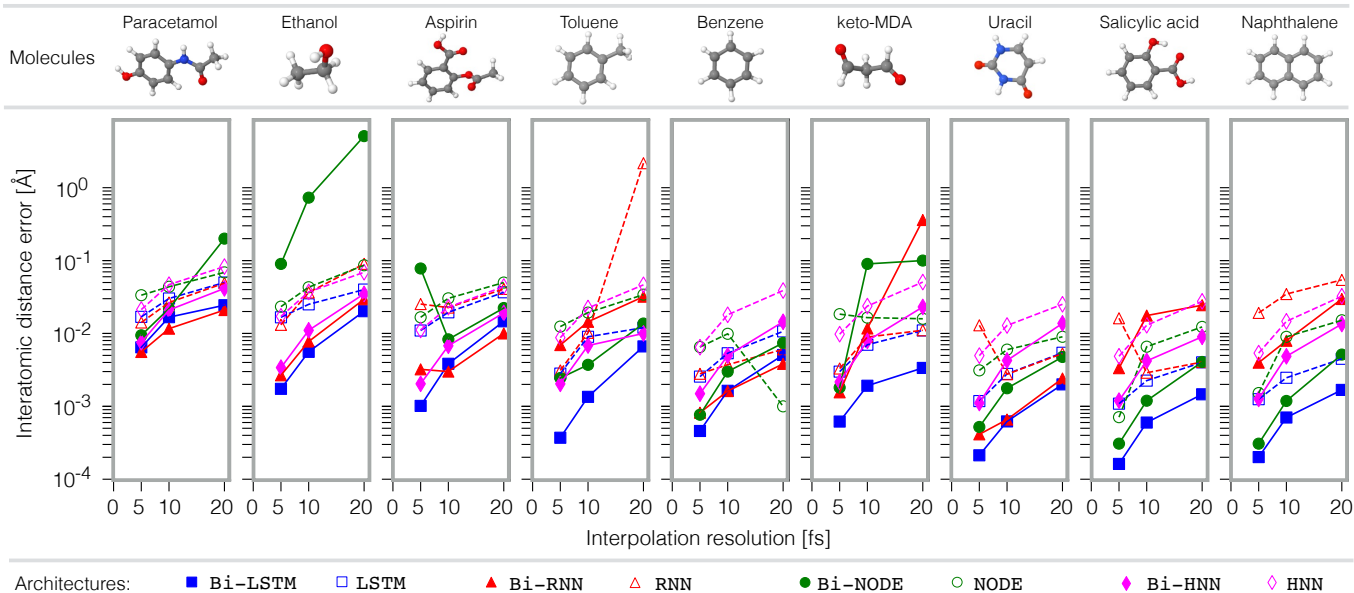 Paracetamol Ethanol Aspirin Toluene Benzene keto-MDA Uracil Salicylic acid Naphthalene
Molecules
Interatomic distance error [Å]
10⁰
10⁻¹
10⁻²
10⁻³
10⁻⁴
0 5 10 20 0 5 10 20 0 5 10 20 0 5 10 20 0 5 10 20 0 5 10 20 0 5 10 20 0 5 10 20 0 5 10 20
Interpolation resolution [fs]
Architectures: Bi-LSTM LSTM Bi-RNN RNN Bi-NODE NODE Bi-HNN HNN